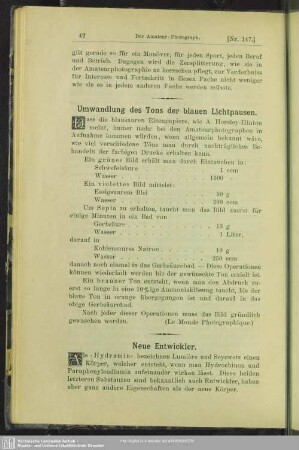 42 Der Amateur-Photograph. [Nr. 147.]
gilt gerade so für ein Manöver, für jeden Sport, jeden Beruf
und Betrieb. Dagegen wird die Zersplitterung, wie sie in
der Amateurphotographie zu herrschen pflegt, zur Verderbniss
für Interesse und Fortschritt in diesem Fache nicht weniger
wie sie es in jedem anderen Fache werden müsste.
Umwandlung des Tons der blauen Lichtpausen.
Dass die blausauren Eisenpapiere, wie A. Horsley-Hinton
meint, immer mehr bei den Amateurphotographen in
Aufnahme kommen würden, wenn allgemein bekannt wäre,
wie viel verschiedene Töne man durch nachträgliches Be-
handeln der farbigen Drucke erhalten kann.
Ein grünes Bild erhält man durch Eintauchen in:
Schwefelsäure 1 ccm
Wasser 1500 "
Ein violettes Bild mittelst:
Essigsaurem Blei 30 g
Wasser 200 ccm
Um Sepia zu erhalten, taucht man das Bild zuerst für
einige Minuten in ein Bad von
Gerbsäure 15 g
Wasser 1 Liter,
darauf in
Kohlensaures Natron 10 g
Wasser 250 ccm
danach noch einmal in das Gerbsäurebad. — Diese Operationen
können wiederholt werden bis der gewünschte Ton erzielt ist.
Ein brauner Ton entsteht, wenn man den Abdruck zu-
erst so lange in eine Ammoniaklösung taucht, bis der
blaue Ton in orange übergegangen ist und darauf in das
obige Gerbsäurebad.
Nach jeder dieser Operationen muss das Bild gründlich
gewaschen werden. (Le Monde Photographique)
Neue Entwickler.
Als Hydramin bezeichnen Lumière und Seyewetz einen
Körper, welcher entsteht, wenn man Hydrochinon und
Paraphenylendiamin aufeinander wirken lässt. Diese beiden
letzteren Substanzen sind bekanntlich auch Entwickler, haben
aber ganz andere Eigenschaften als der neue Körper.